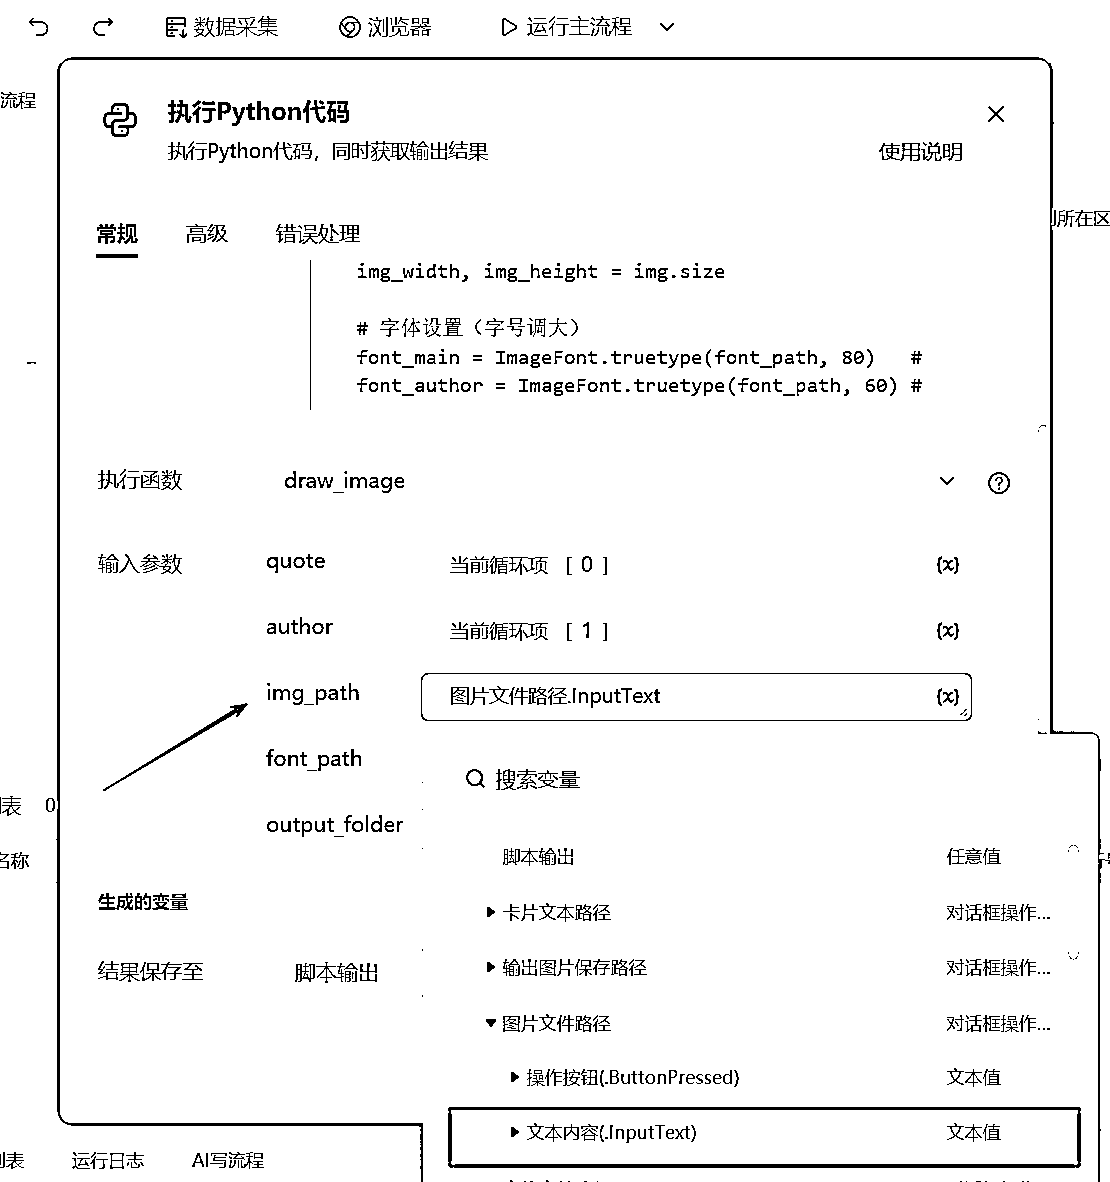 数据采集 浏览器 运行主流程
流程
执行Python代码
执行Python代码，同时获取输出结果
使用说明
所在区
常规 高级 错误处理
img_width, img_height = img.size
# 字体设置（字号调大）
font_main = ImageFont.truetype(font_path, 80) #
font_author = ImageFont.truetype(font_path, 60) #
执行函数 draw_image
输入参数 quote 当前循环项 [ 0 ] {x}
author 当前循环项 [ 1 ] {x}
img_path 图片文件路径.InputText {x}
font_path
搜索变量
表 0
output_folder
脚本输出 任意值
名称
生成的变量
卡片文本路径 对话框操作...
结果保存至 脚本输出
输出图片保存路径 对话框操作...
图片文件路径 对话框操作...
操作按钮(.ButtonPressed) 文本值
文本内容(.InputText) 文本值
表 运行日志 AI写流程